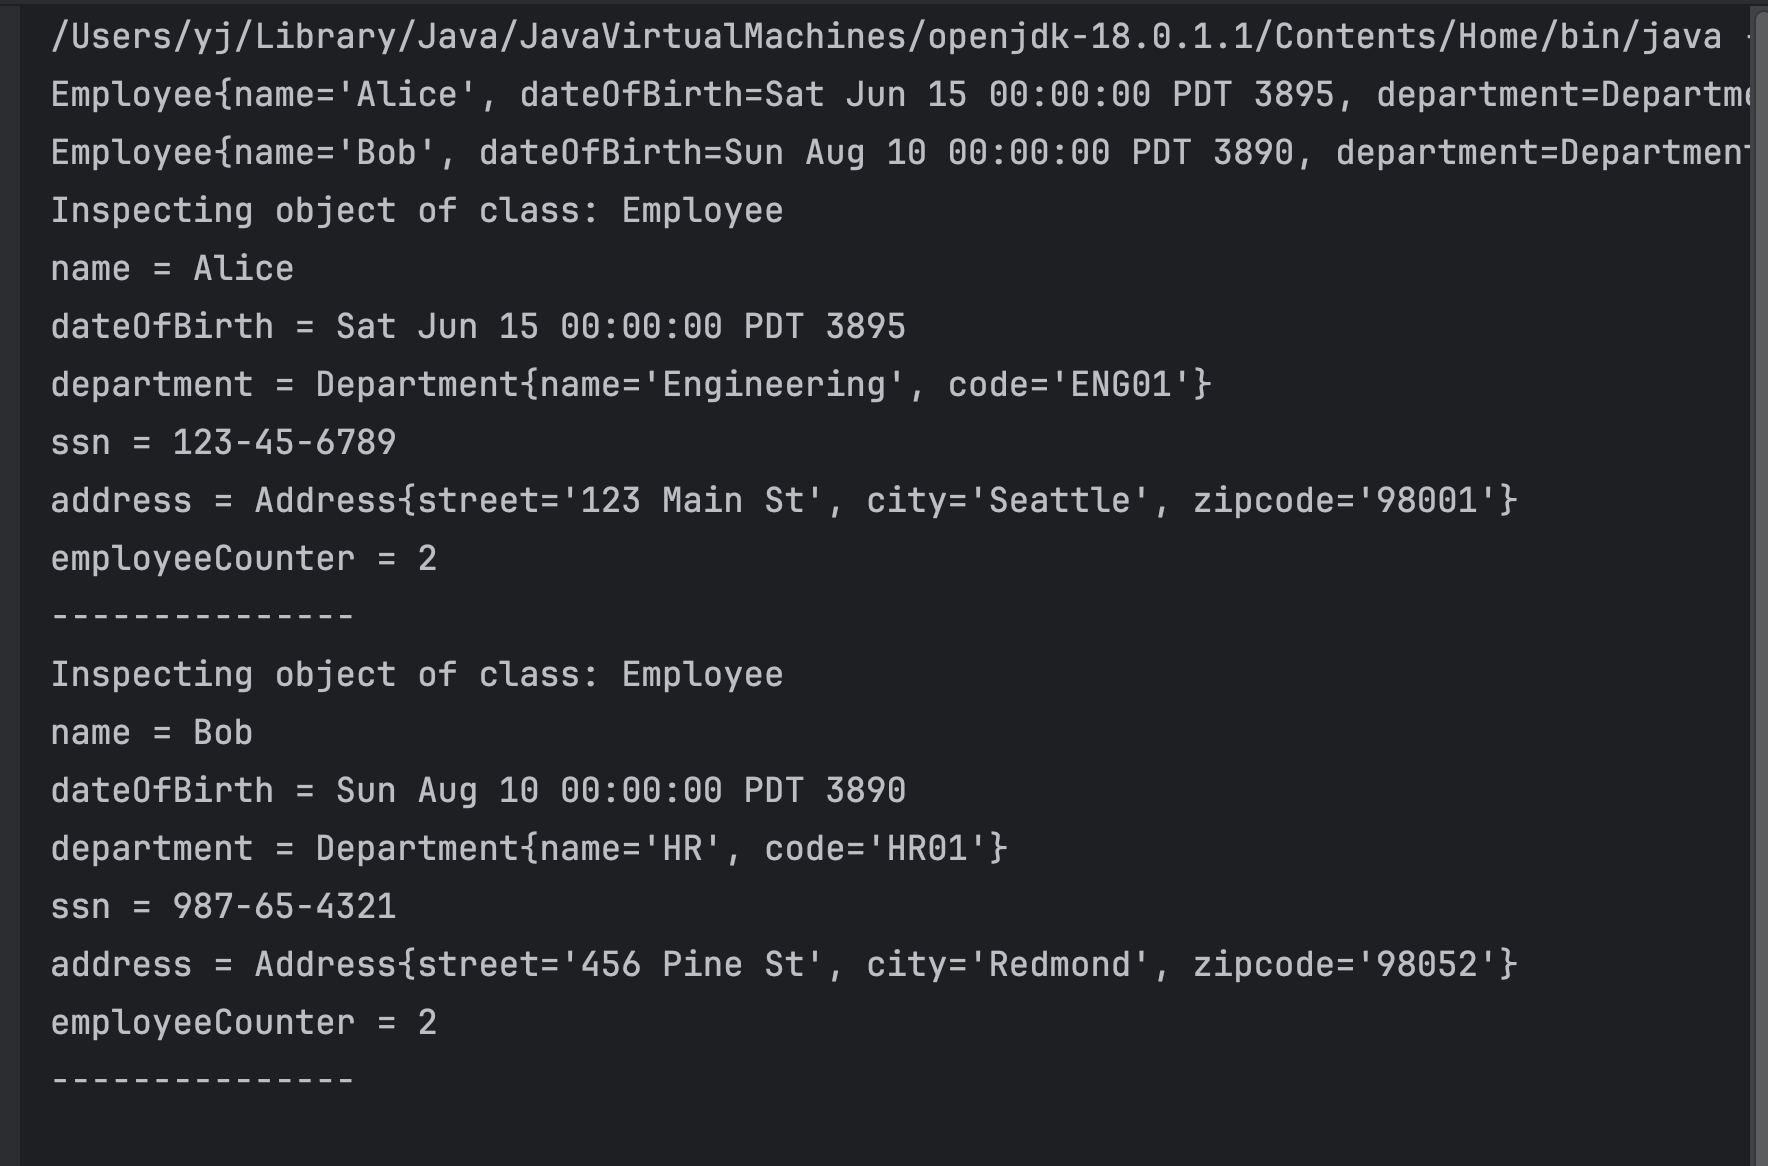 /Users/yj/Library/Java/JavaVirtualMachines/openjdk-18.0.1.1/Contents/Home/bin/java
Employee{name='Alice', dateOfBirth=Sat Jun 15 00:00:00 PDT 3895, department=Departme
Employee{name='Bob', dateOfBirth=Sun Aug 10 00:00:00 PDT 3890, department=Department
Inspecting object of class: Employee
name = Alice
dateOfBirth = Sat Jun 15 00:00:00 PDT 3895
department = Department{name='Engineering', code='ENG01'}
ssn = 123-45-6789
address = Address{street='123 Main St', city='Seattle', zipcode='98001'}
employeeCounter = 2
---------------
Inspecting object of class: Employee
name = Bob
dateOfBirth = Sun Aug 10 00:00:00 PDT 3890
department = Department{name='HR', code='HR01'}
ssn = 987-65-4321
address = Address{street='456 Pine St', city='Redmond', zipcode='98052'}
employeeCounter = 2
---------------